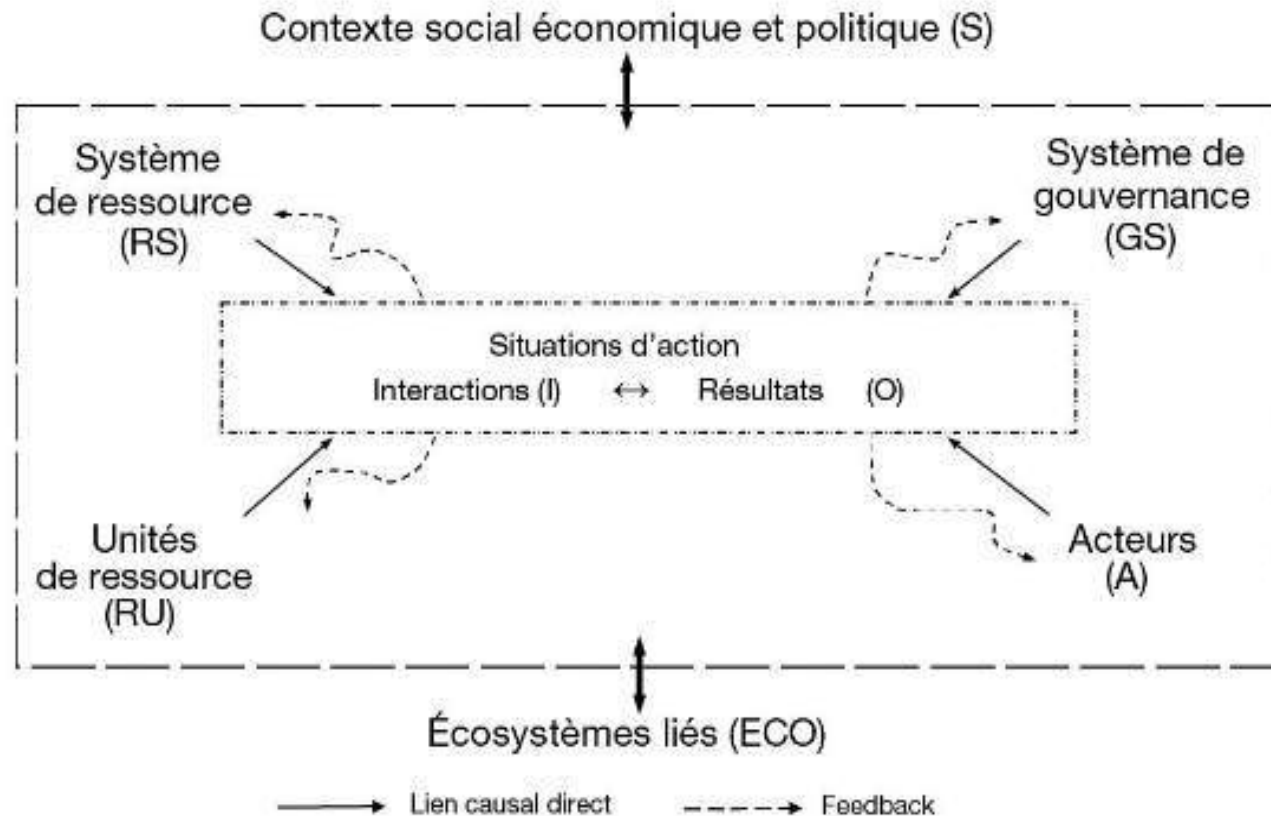 Contexte social économique et politique (S)
Système
de ressource
(RS)
Système de
gouvernance
(GS)
Situations d'action
Interactions (I) ↔ Résultats (O)
Unités
de ressource
(RU)
Acteurs
(A)
Écosystèmes liés (ECO)
Lien causal direct
Feedback